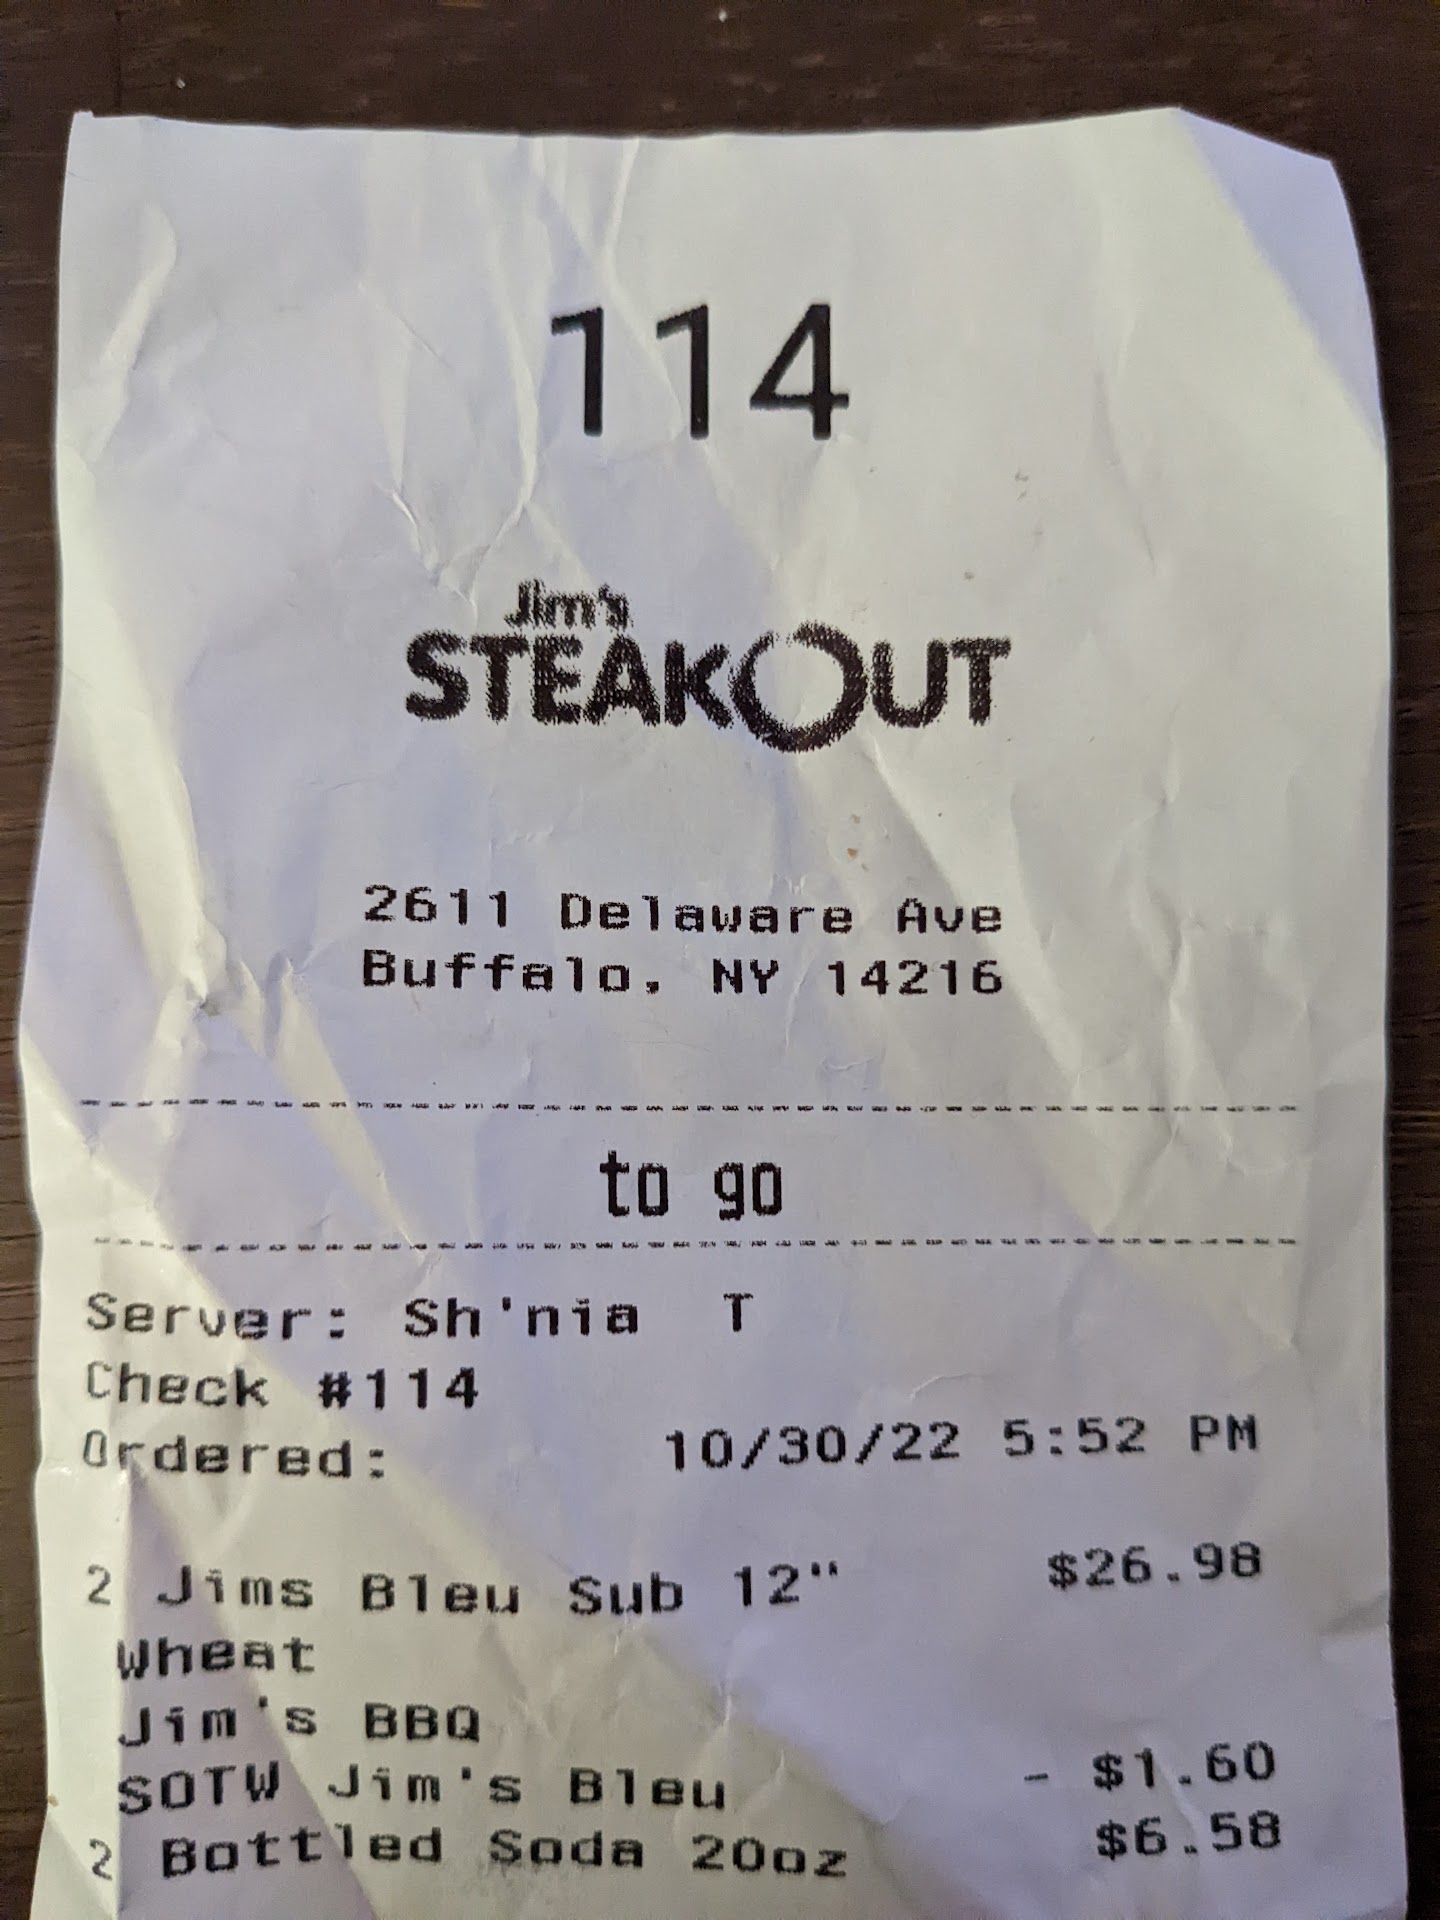 114
Jim's
STEAKOUT
2611 Delaware Ave
Buffalo, NY 14216
to go
Server: Sh'nia T
Check #114
Ordered: 10/30/22 5:52 PM
2 Jims Bleu Sub 12" $26.98
Wheat
Jim's BBQ
SOTW Jim's Bleu - $1.60
2 Bottled Soda 20oz $6.58